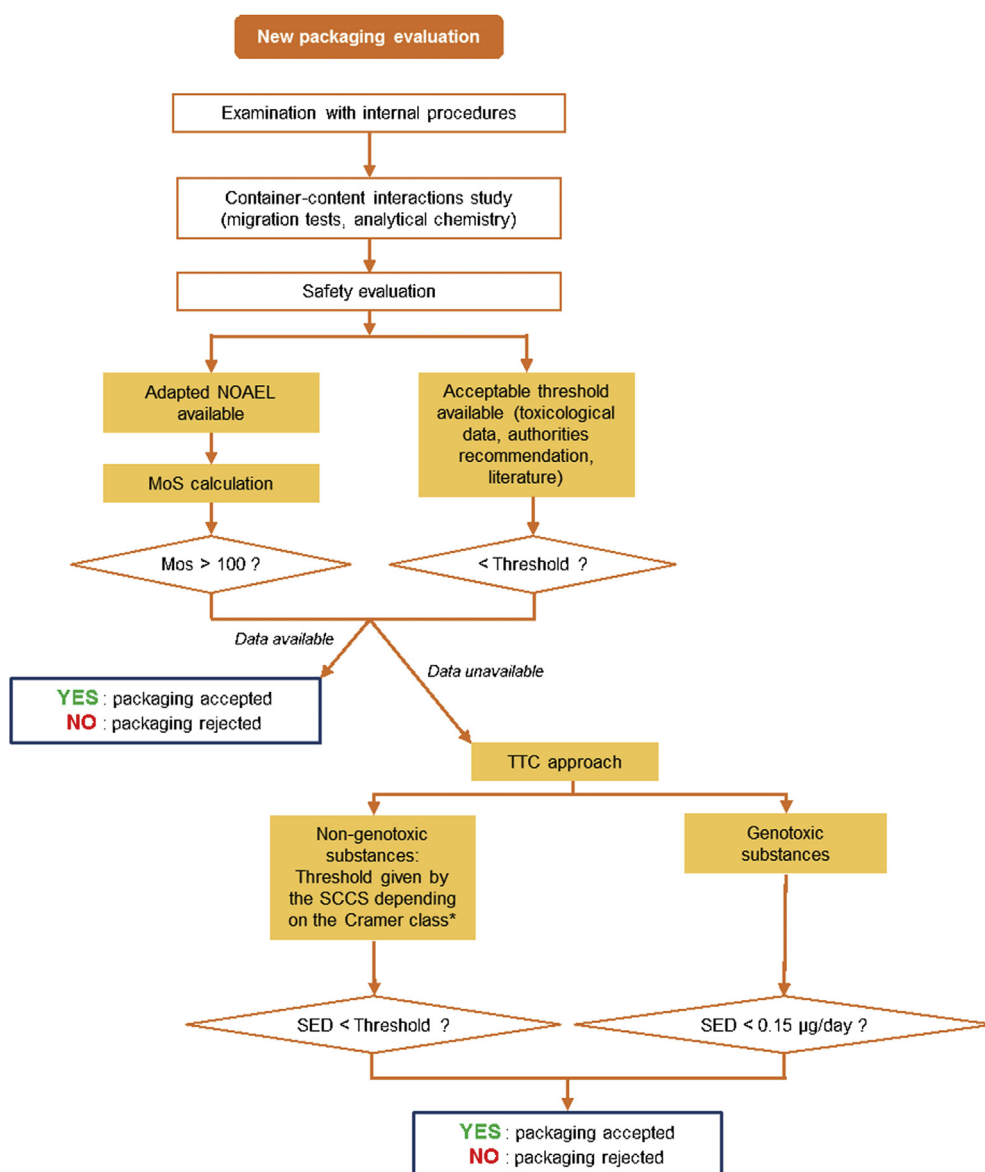 New packaging evaluation
Examination with internal procedures
Container-content interactions study
(migration tests, analytical chemistry)
Safety evaluation
Adapted NOAEL
available
MoS calculation
Mos > 100 ?
Acceptable threshold
available (toxicological
data, authorities
recommendation,
literature)
< Threshold ?
Data available
Data unavailable
YES : packaging accepted
NO : packaging rejected
TTC approach
Non-genotoxic
substances:
Threshold given by
the SCCS depending
on the Cramer class*
Genotoxic
substances
SED < Threshold ?
SED < 0.15 µg/day ?
YES : packaging accepted
NO : packaging rejected